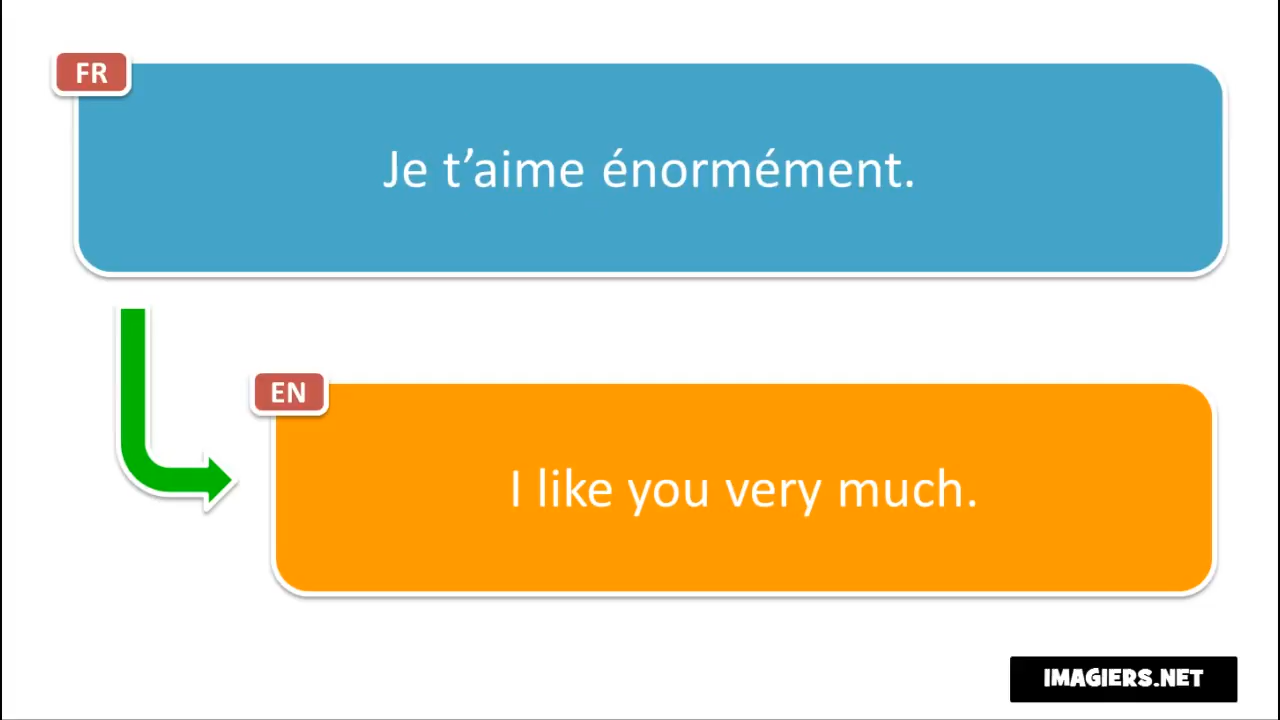 FR
Je t’aime énormément.
EN
I like you very much.
IMAGIERS.NET